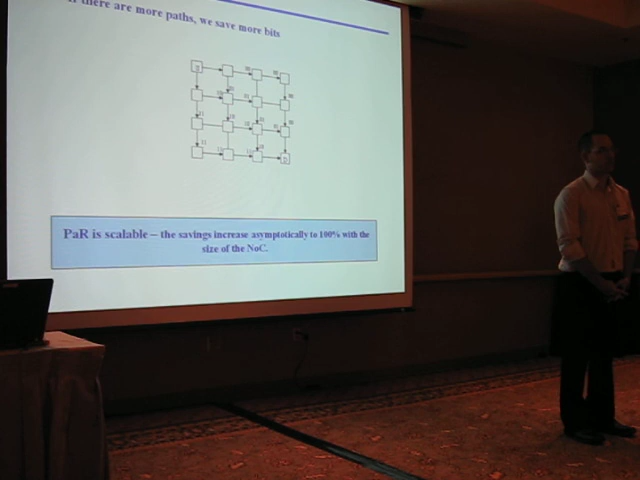 there are more paths, we save more bits
PaR is scalable – the savings increase asymptotically to 100% with the
size of the NoC.